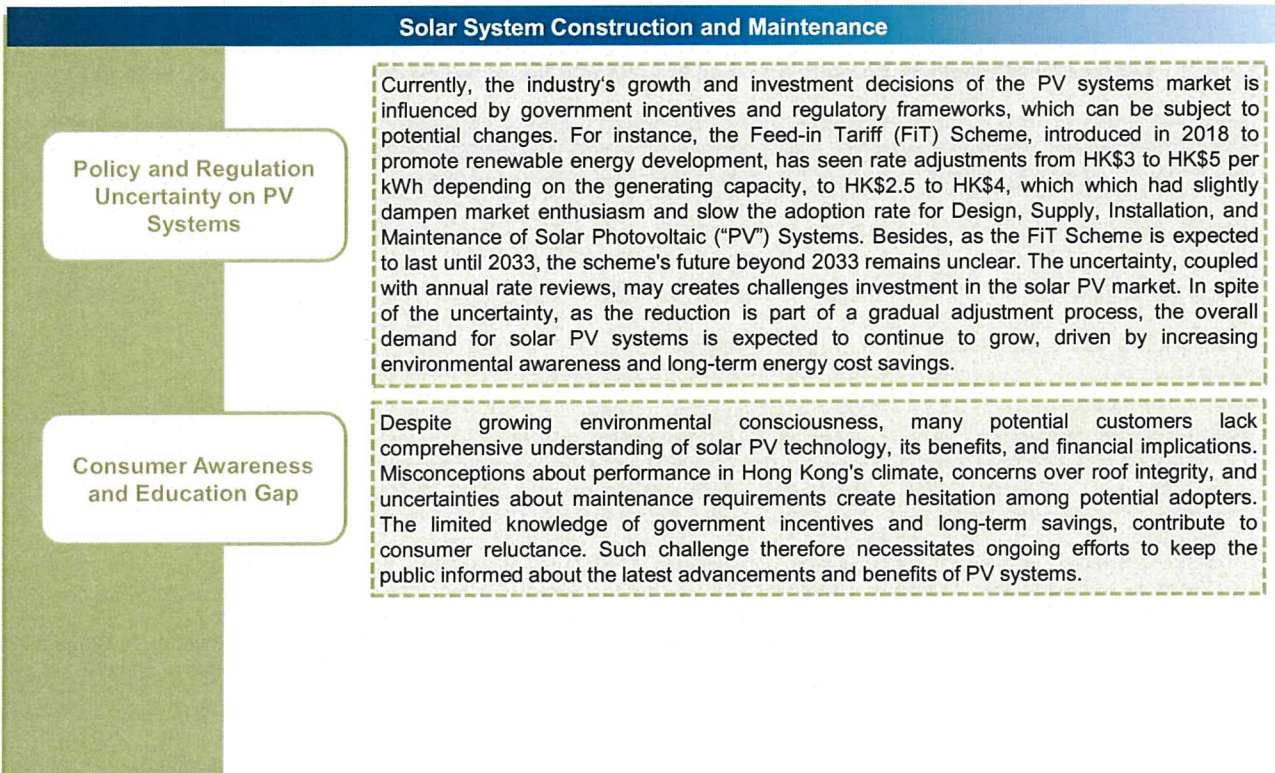 Solar System Construction and Maintenance
Policy and Regulation
Uncertainty on PV
Systems
Currently, the industry's growth and investment decisions of the PV systems market is
influenced by government incentives and regulatory frameworks, which can be subject to
potential changes. For instance, the Feed-in Tariff (FiT) Scheme, introduced in 2018 to
promote renewable energy development, has seen rate adjustments from HK$3 to HK$5 per
kWh depending on the generating capacity, to HK$2.5 to HK$4, which which had slightly
dampen market enthusiasm and slow the adoption rate for Design, Supply, Installation, and
Maintenance of Solar Photovoltaic (“PV”) Systems. Besides, as the FiT Scheme is expected
to last until 2033, the scheme's future beyond 2033 remains unclear. The uncertainty, coupled
with annual rate reviews, may creates challenges investment in the solar PV market. In spite
of the uncertainty, as the reduction is part of a gradual adjustment process, the overall
demand for solar PV systems is expected to continue to grow, driven by increasing
environmental awareness and long-term energy cost savings.
Consumer Awareness
and Education Gap
Despite growing environmental consciousness, many potential customers lack
comprehensive understanding of solar PV technology, its benefits, and financial implications.
Misconceptions about performance in Hong Kong's climate, concerns over roof integrity, and
uncertainties about maintenance requirements create hesitation among potential adopters.
The limited knowledge of government incentives and long-term savings, contribute to
consumer reluctance. Such challenge therefore necessitates ongoing efforts to keep the
public informed about the latest advancements and benefits of PV systems.